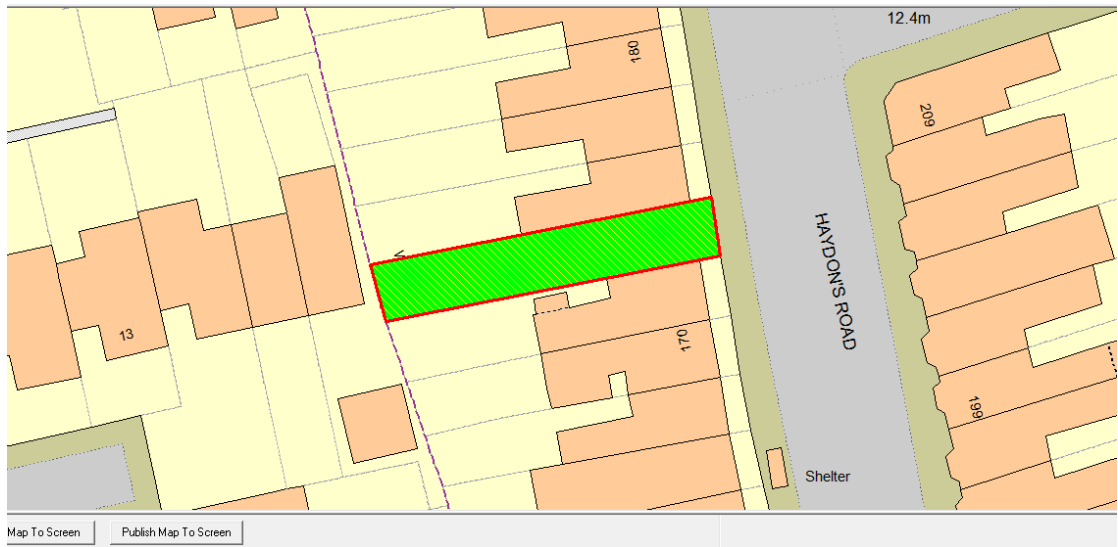 12.4m
180
209
HAYDON'S ROAD
170
13
199
Shelter
Map To Screen
Publish Map To Screen